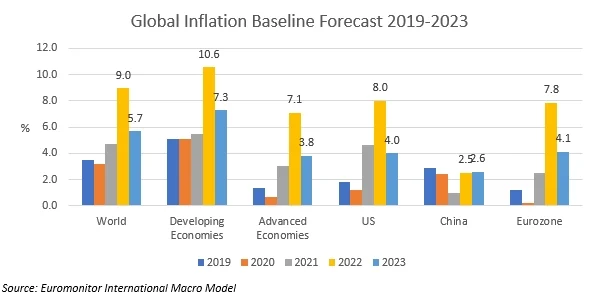 Global Inflation Baseline Forecast 2019-2023
12.0
10.0
8.0
6.0
4.0
2.0
0.0
%
9.0
5.7
10.6
7.3
7.1
3.8
8.0
4.0
2.5
2.6
7.8
4.1
World
Developing
Economies
Advanced
Economies
US
China
Eurozone
2019 2020 2021 2022 2023
Source: Euromonitor International Macro Model